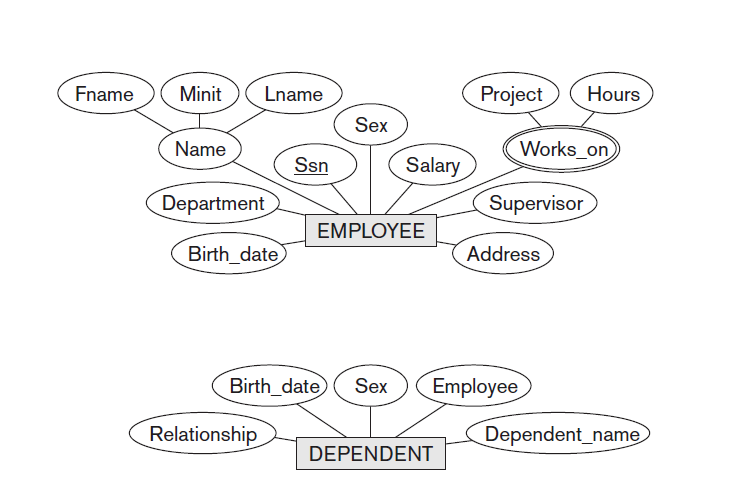 Fname Minit Lname Project Hours
Sex
Name Works_on
Ssn Salary
Department Supervisor
EMPLOYEE
Birth_date Address
Birth_date Sex Employee
Relationship Dependent_name
DEPENDENT